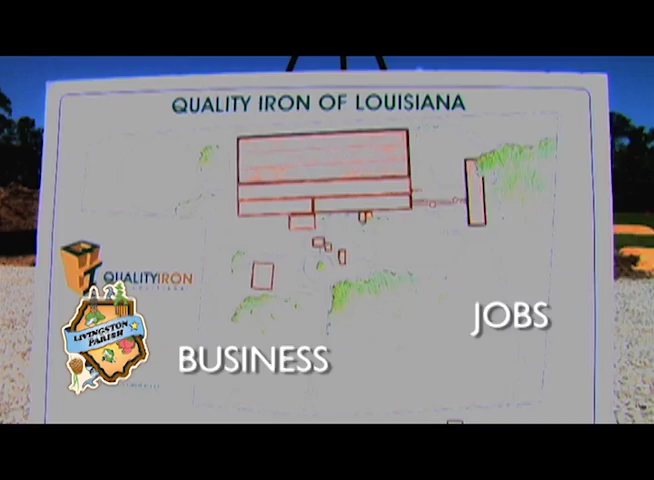 QUALITY IRON OF LOUISIANA
QUALITYIRON
LIVINGSTON
PARISH
JOBS
BUSINESS